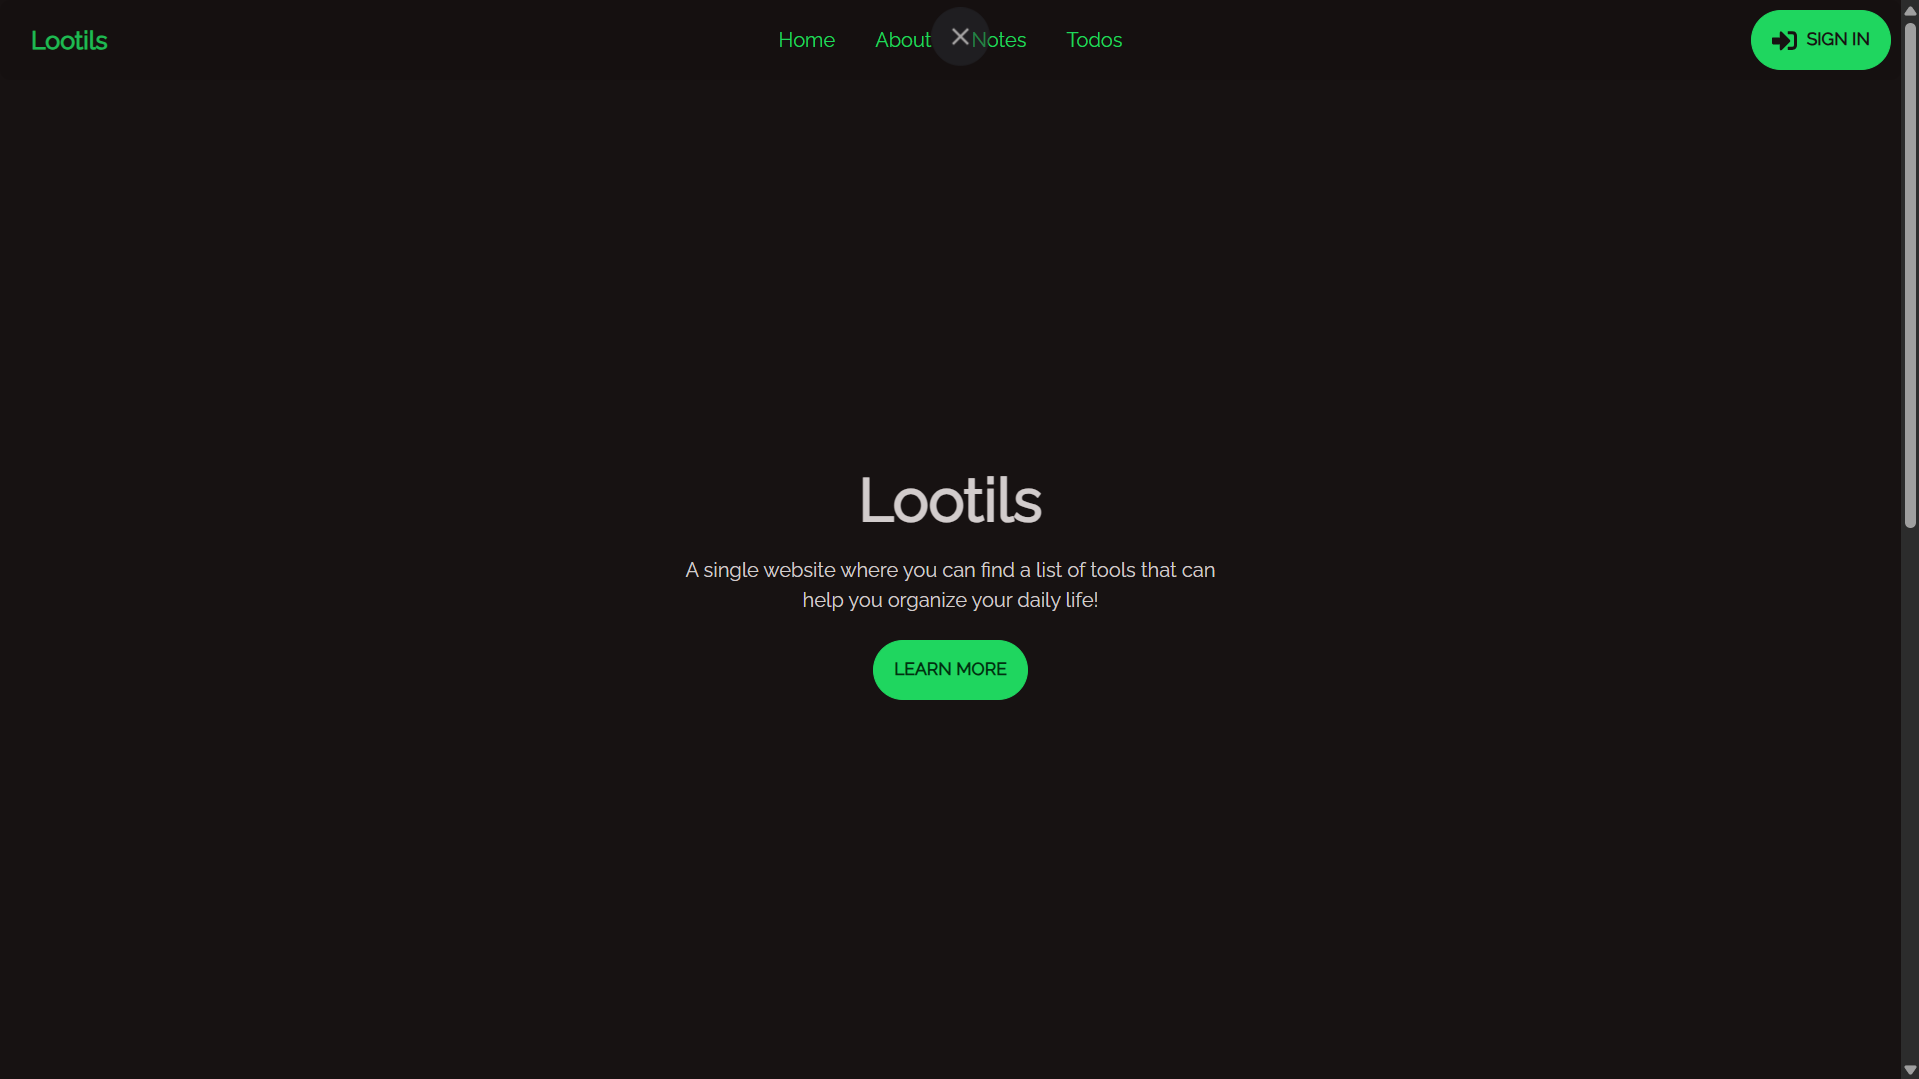 Lootils
Home About Notes Todos
SIGN IN
Lootils
A single website where you can find a list of tools that can
help you organize your daily life!
LEARN MORE